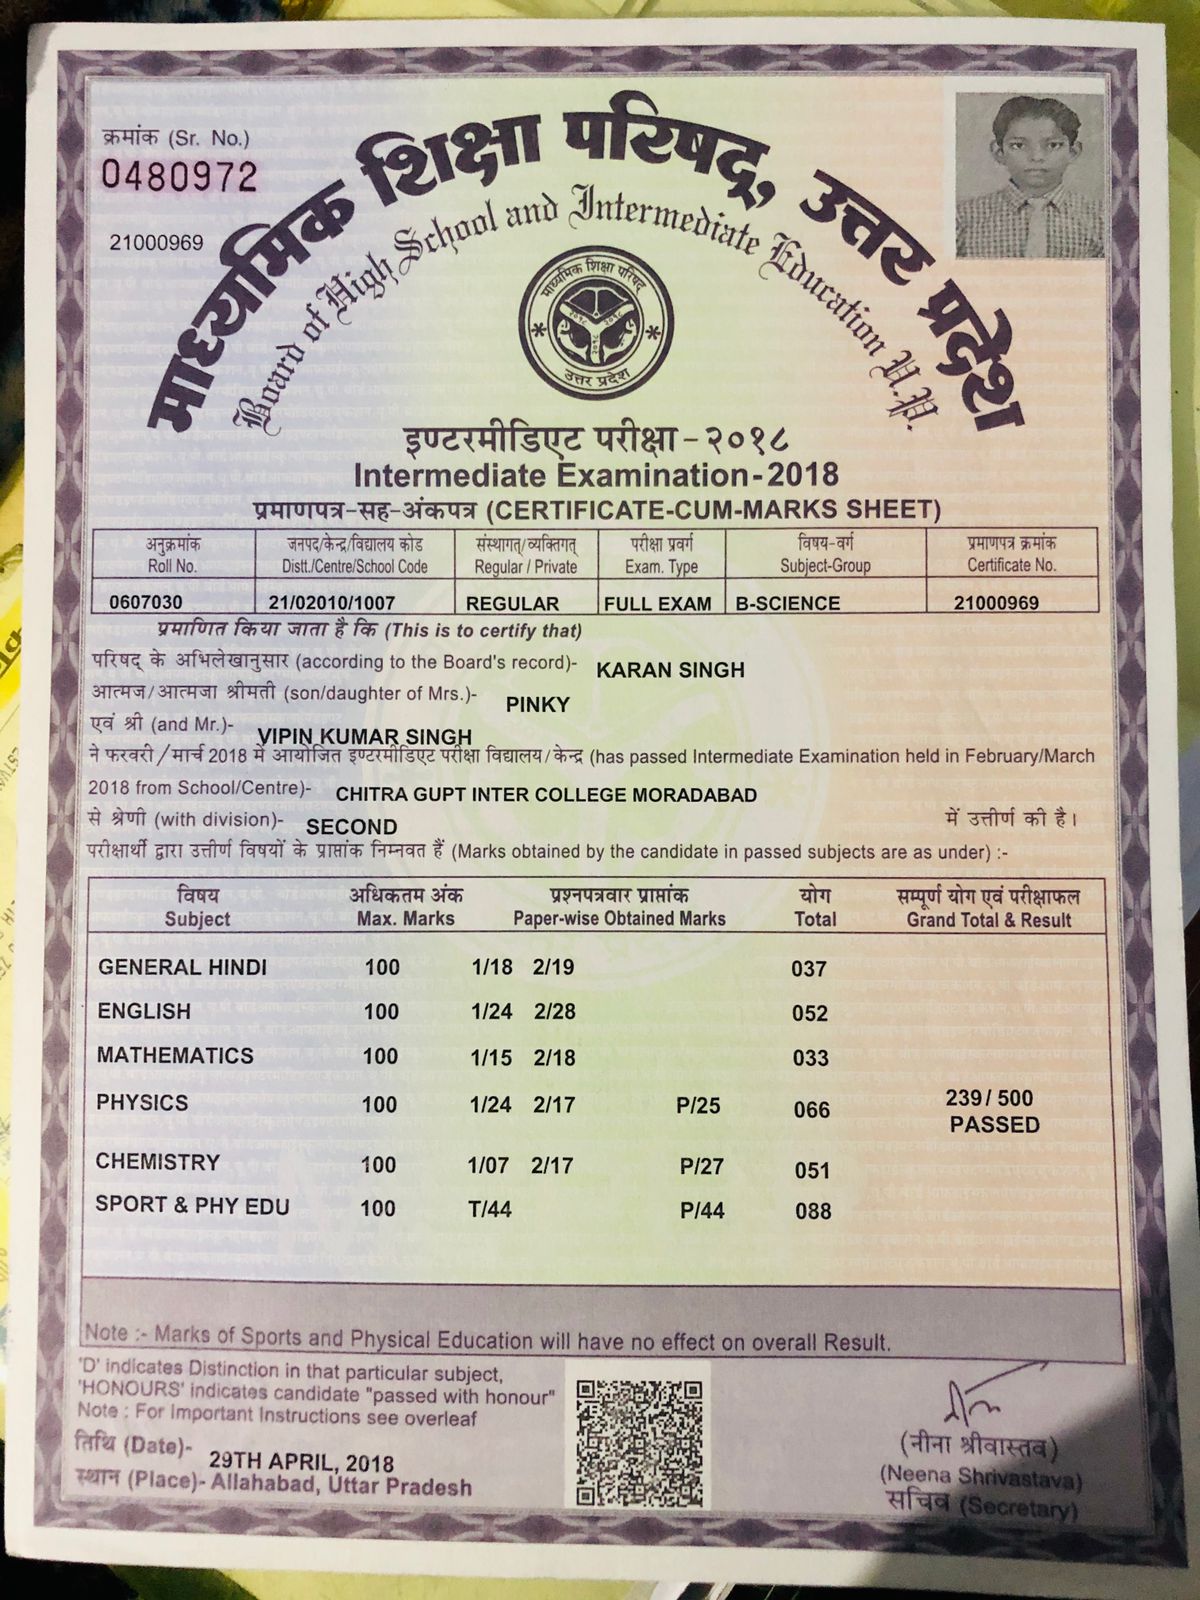 क्रमांक (Sr. No.)
0480972
21000969
माध्यमिक शिक्षा परिषद्, उत्तर प्रदेश
Board of High School and Intermediate Education U.P.
माध्यमिक शिक्षा परिषद्
२०१८ २०१८
२०१८
* *
उत्तर प्रदेश
इण्टरमीडिएट परीक्षा - २०१८
Intermediate Examination-2018
प्रमाणपत्र-सह-अंकपत्र (CERTIFICATE-CUM-MARKS SHEET)
अनुक्रमांक जनपद/केन्द्र/विद्यालय कोड संस्थागत्/व्यक्तिगत् परीक्षा प्रवर्ग विषय-वर्ग प्रमाणपत्र क्रमांक
Roll No. Distt./Centre/School Code Regular / Private Exam. Type Subject-Group Certificate No.
0607030 21/02010/1007 REGULAR FULL EXAM B-SCIENCE 21000969
प्रमाणित किया जाता है कि (This is to certify that)
परिषद् के अभिलेखानुसार (according to the Board's record)- KARAN SINGH
आत्मज/आत्मजा श्रीमती (son/daughter of Mrs.)- PINKY
एवं श्री (and Mr.)- VIPIN KUMAR SINGH
ने फरवरी/मार्च 2018 में आयोजित इण्टरमीडिएट परीक्षा विद्यालय/केन्द्र (has passed Intermediate Examination held in February/March
2018 from School/Centre)- CHITRA GUPT INTER COLLEGE MORADABAD
से श्रेणी (with division)- SECOND में उत्तीर्ण की है।
परीक्षार्थी द्वारा उत्तीर्ण विषयों के प्राप्तांक निम्नवत हैं (Marks obtained by the candidate in passed subjects are as under) :-
विषय अधिकतम अंक प्रश्नपत्रवार प्राप्तांक योग सम्पूर्ण योग एवं परीक्षाफल
Subject Max. Marks Paper-wise Obtained Marks Total Grand Total & Result
GENERAL HINDI 100 1/18 2/19 037
ENGLISH 100 1/24 2/28 052
MATHEMATICS 100 1/15 2/18 033
PHYSICS 100 1/24 2/17 P/25 066 239/ 500
PASSED
CHEMISTRY 100 1/07 2/17 P/27 051
SPORT & PHY EDU 100 T/44 P/44 088
Note :- Marks of Sports and Physical Education will have no effect on overall Result.
'D' indicates Distinction in that particular subject,
'HONOURS' indicates candidate "passed with honour"
Note : For Important Instructions see overleaf
तिथि (Date)- 29TH APRIL, 2018
स्थान (Place)- Allahabad, Uttar Pradesh
(नीना श्रीवास्तव)
(Neena Shrivastava)
सचिव (Secretary)